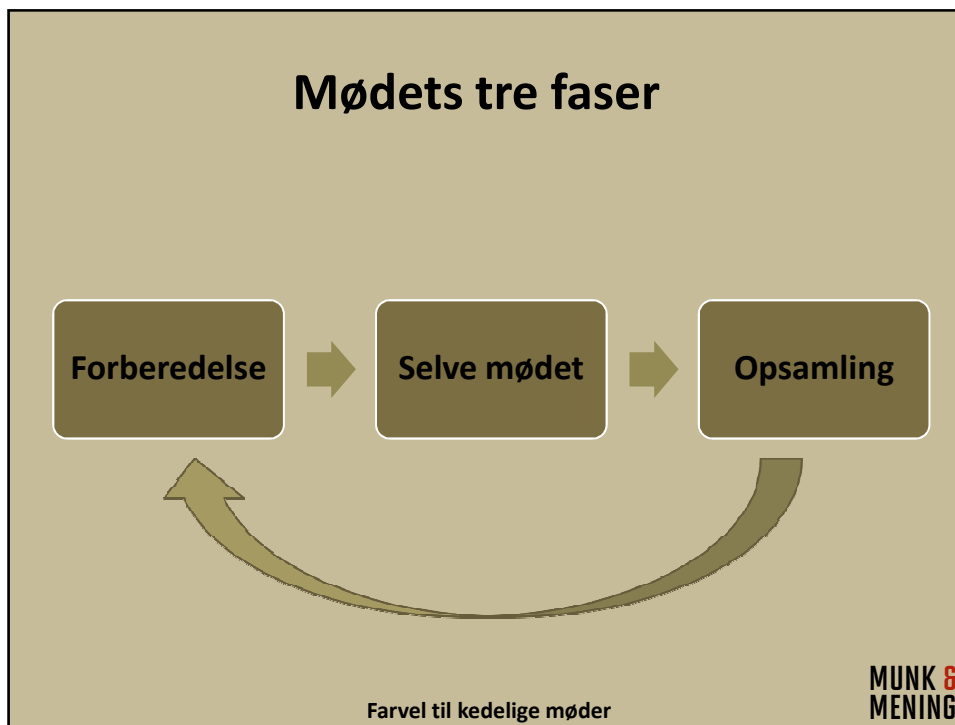 Mødets tre faser
Forberedelse
Selve mødet
Opsamling
Farvel til kedelige møder
MUNK &
MENING